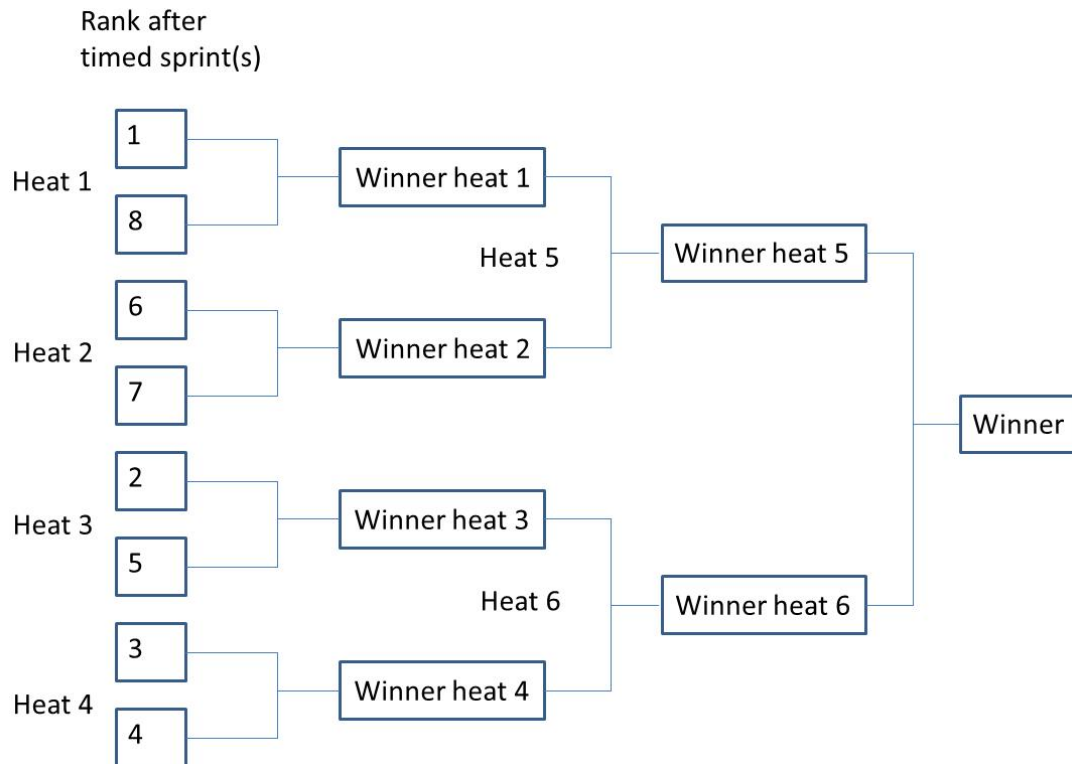 Rank after
timed sprint(s)
1
Heat 1
Winner heat 1
8
Heat 5
Winner heat 5
6
Heat 2
Winner heat 2
7
Winner
2
Heat 3
Winner heat 3
5
Heat 6
Winner heat 6
3
Heat 4
Winner heat 4
4